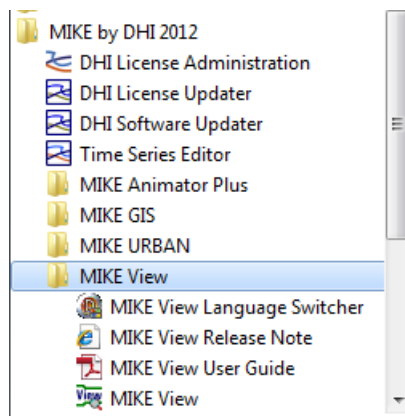 MIKE by DHI 2012
DHI License Administration
DHI License Updater
DHI Software Updater
Time Series Editor
MIKE Animator Plus
MIKE GIS
MIKE URBAN
MIKE View
MIKE View Language Switcher
MIKE View Release Note
MIKE View User Guide
MIKE View